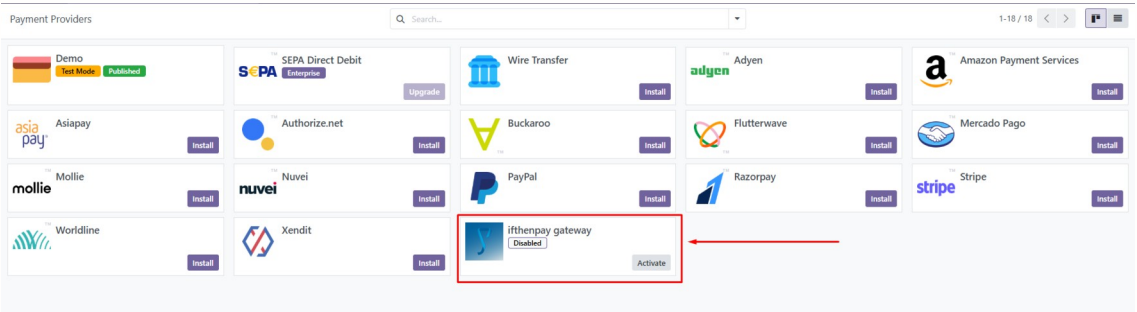 Payment Providers
Search...
1-18 / 18
Demo
Test Mode Published
SEPA
SEPA Direct Debit
Enterprise
Upgrade
Wire Transfer
Install
adyen
Adyen
Install
a
Amazon Payment Services
Install
asia
pay
Asiapay
Install
Authorize.net
Install
Buckaroo
Install
Flutterwave
Install
Mercado Pago
Install
mollie
Mollie
Install
nuvei
Nuvei
Install
PayPal
Install
Razorpay
Install
stripe
Stripe
Install
Worldline
Install
Xendit
Install
ifthenpay gateway
Disabled
Activate